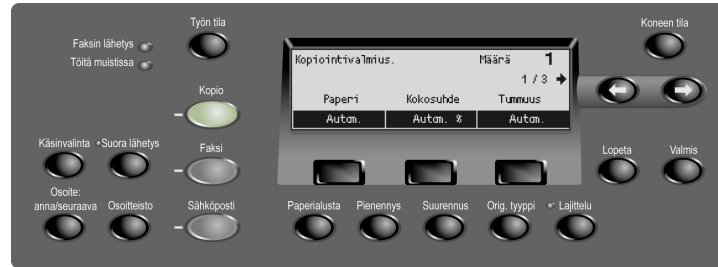 Työn tila
Koneen tila
Faksin lähetys
Töitä muistissa
Kopiointivalmius. Määrä 1
1 / 3
Paperi Kokosuhde Tummuus
Autom. Autom. % Autom.
Kopio
Käsinvalinta Suora lähetys Faksi
Lopeta Valmis
Osoite:
anna/seuraava Osoitteisto Sähköposti
Paperialusta Pienennys Suurennus Orig. tyyppi Lajittelu